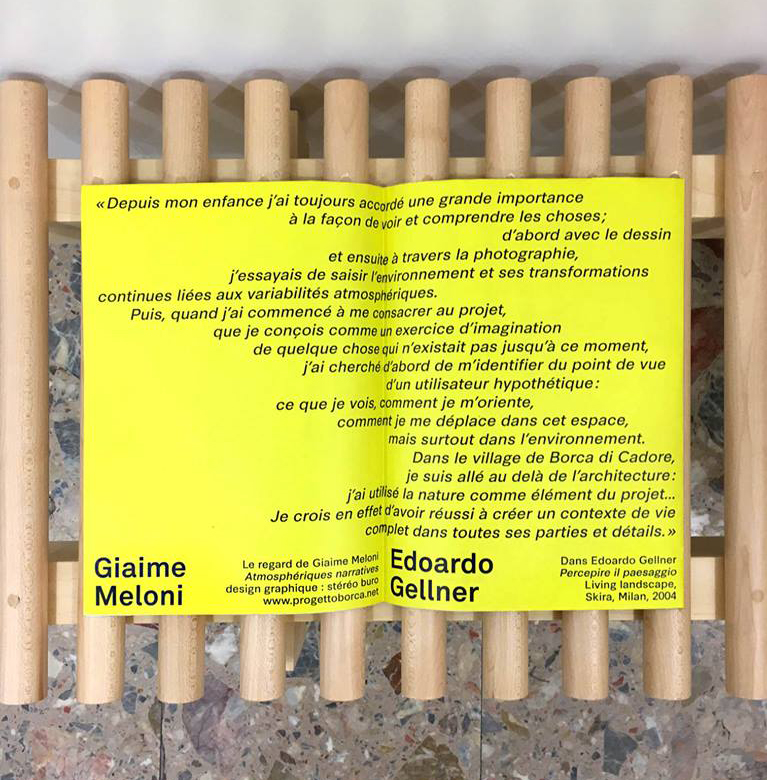 «Depuis mon enfance j'ai toujours accordé une grande importance
à la façon de voir et comprendre les choses;
d'abord avec le dessin
et ensuite à travers la photographie,
j'essayais de saisir l'environnement et ses transformations
continues liées aux variabilités atmosphériques.
Puis, quand j'ai commencé à me consacrer au projet,
que je conçois comme un exercice d'imagination
de quelque chose qui n'existait pas jusqu'à ce moment,
j'ai cherché d'abord de m'identifier du point de vue
d'un utilisateur hypothétique:
ce que je vois, comment je m'oriente,
comment je me déplace dans cet espace,
mais surtout dans l'environnement.
Dans le village de Borca di Cadore,
je suis allé au delà de l'architecture:
j'ai utilisé la nature comme élément du projet...
Je crois en effet d'avoir réussi à créer un contexte de vie
complet dans toutes ses parties et détails.»
Giaime
Meloni
Le regard de Giaime Meloni
Atmosphériques narratives
design graphique : stéréo buro
www.progettoborca.net
Edoardo
Gellner
Dans Edoardo Gellner
Percepire il paesaggio
Living landscape,
Skira, Milan, 2004